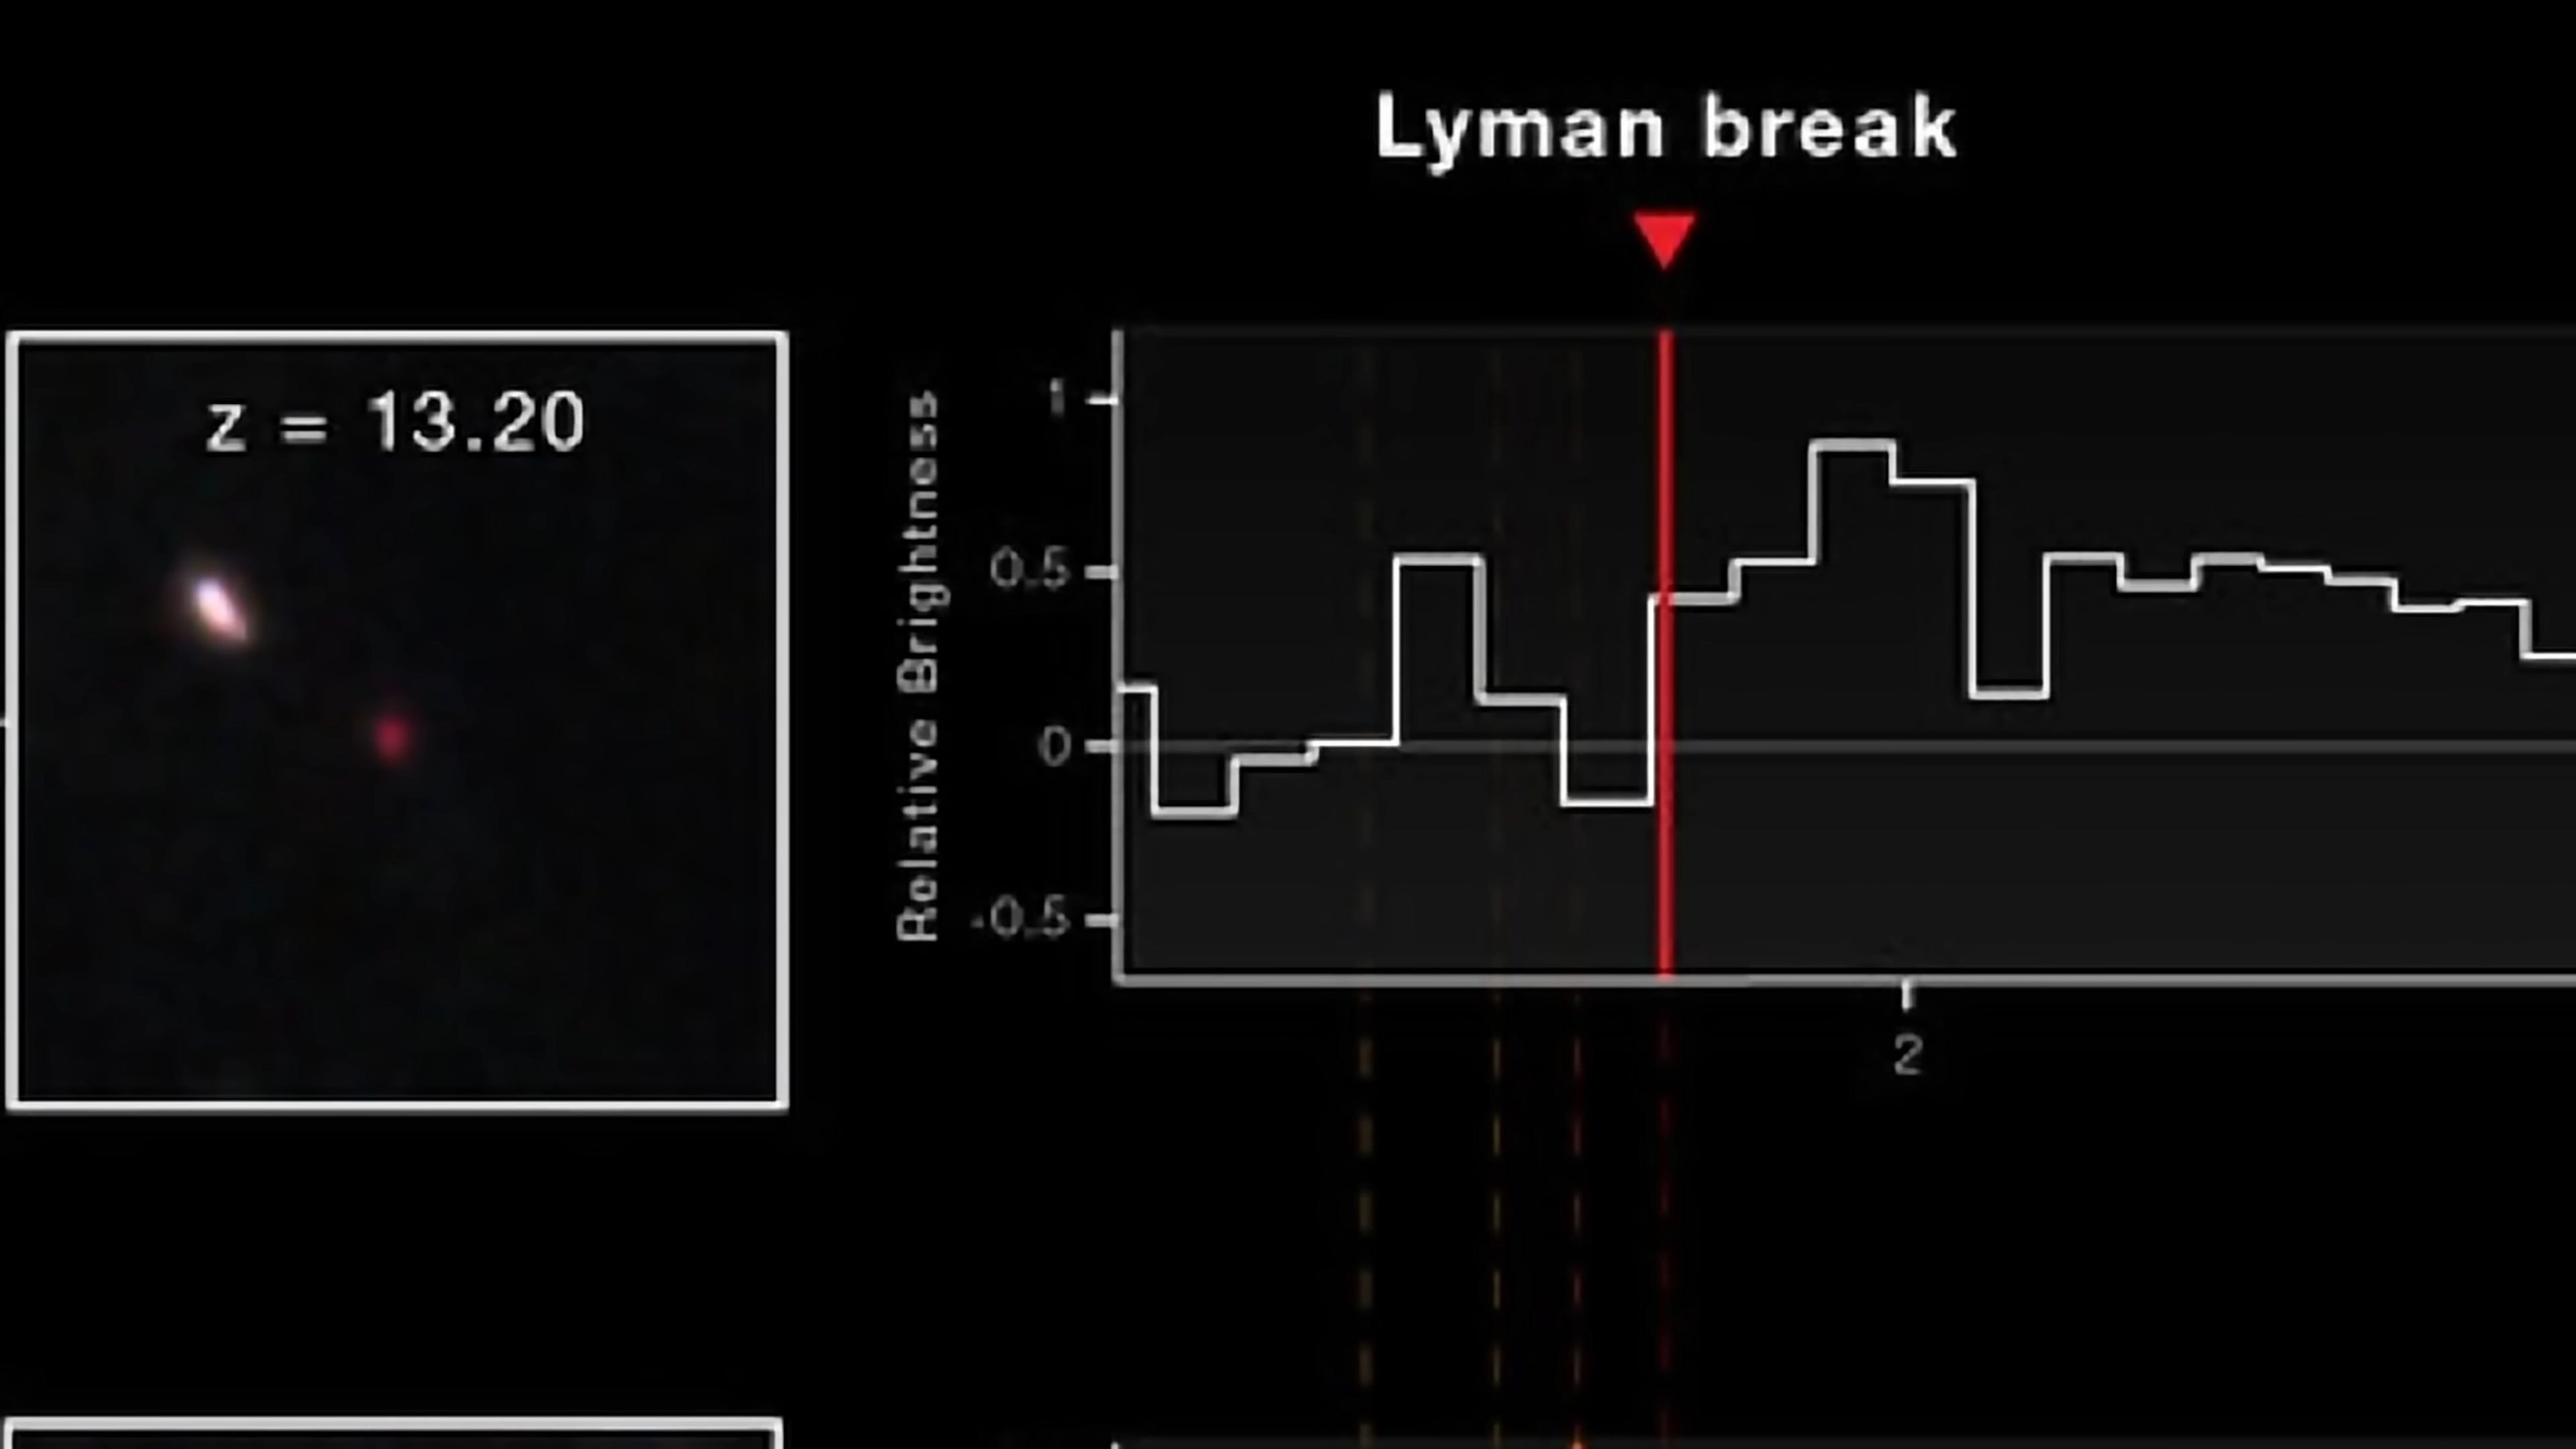 Lyman break
z = 13.20
Relative Brightness
1
0.5
0
-0.5
2